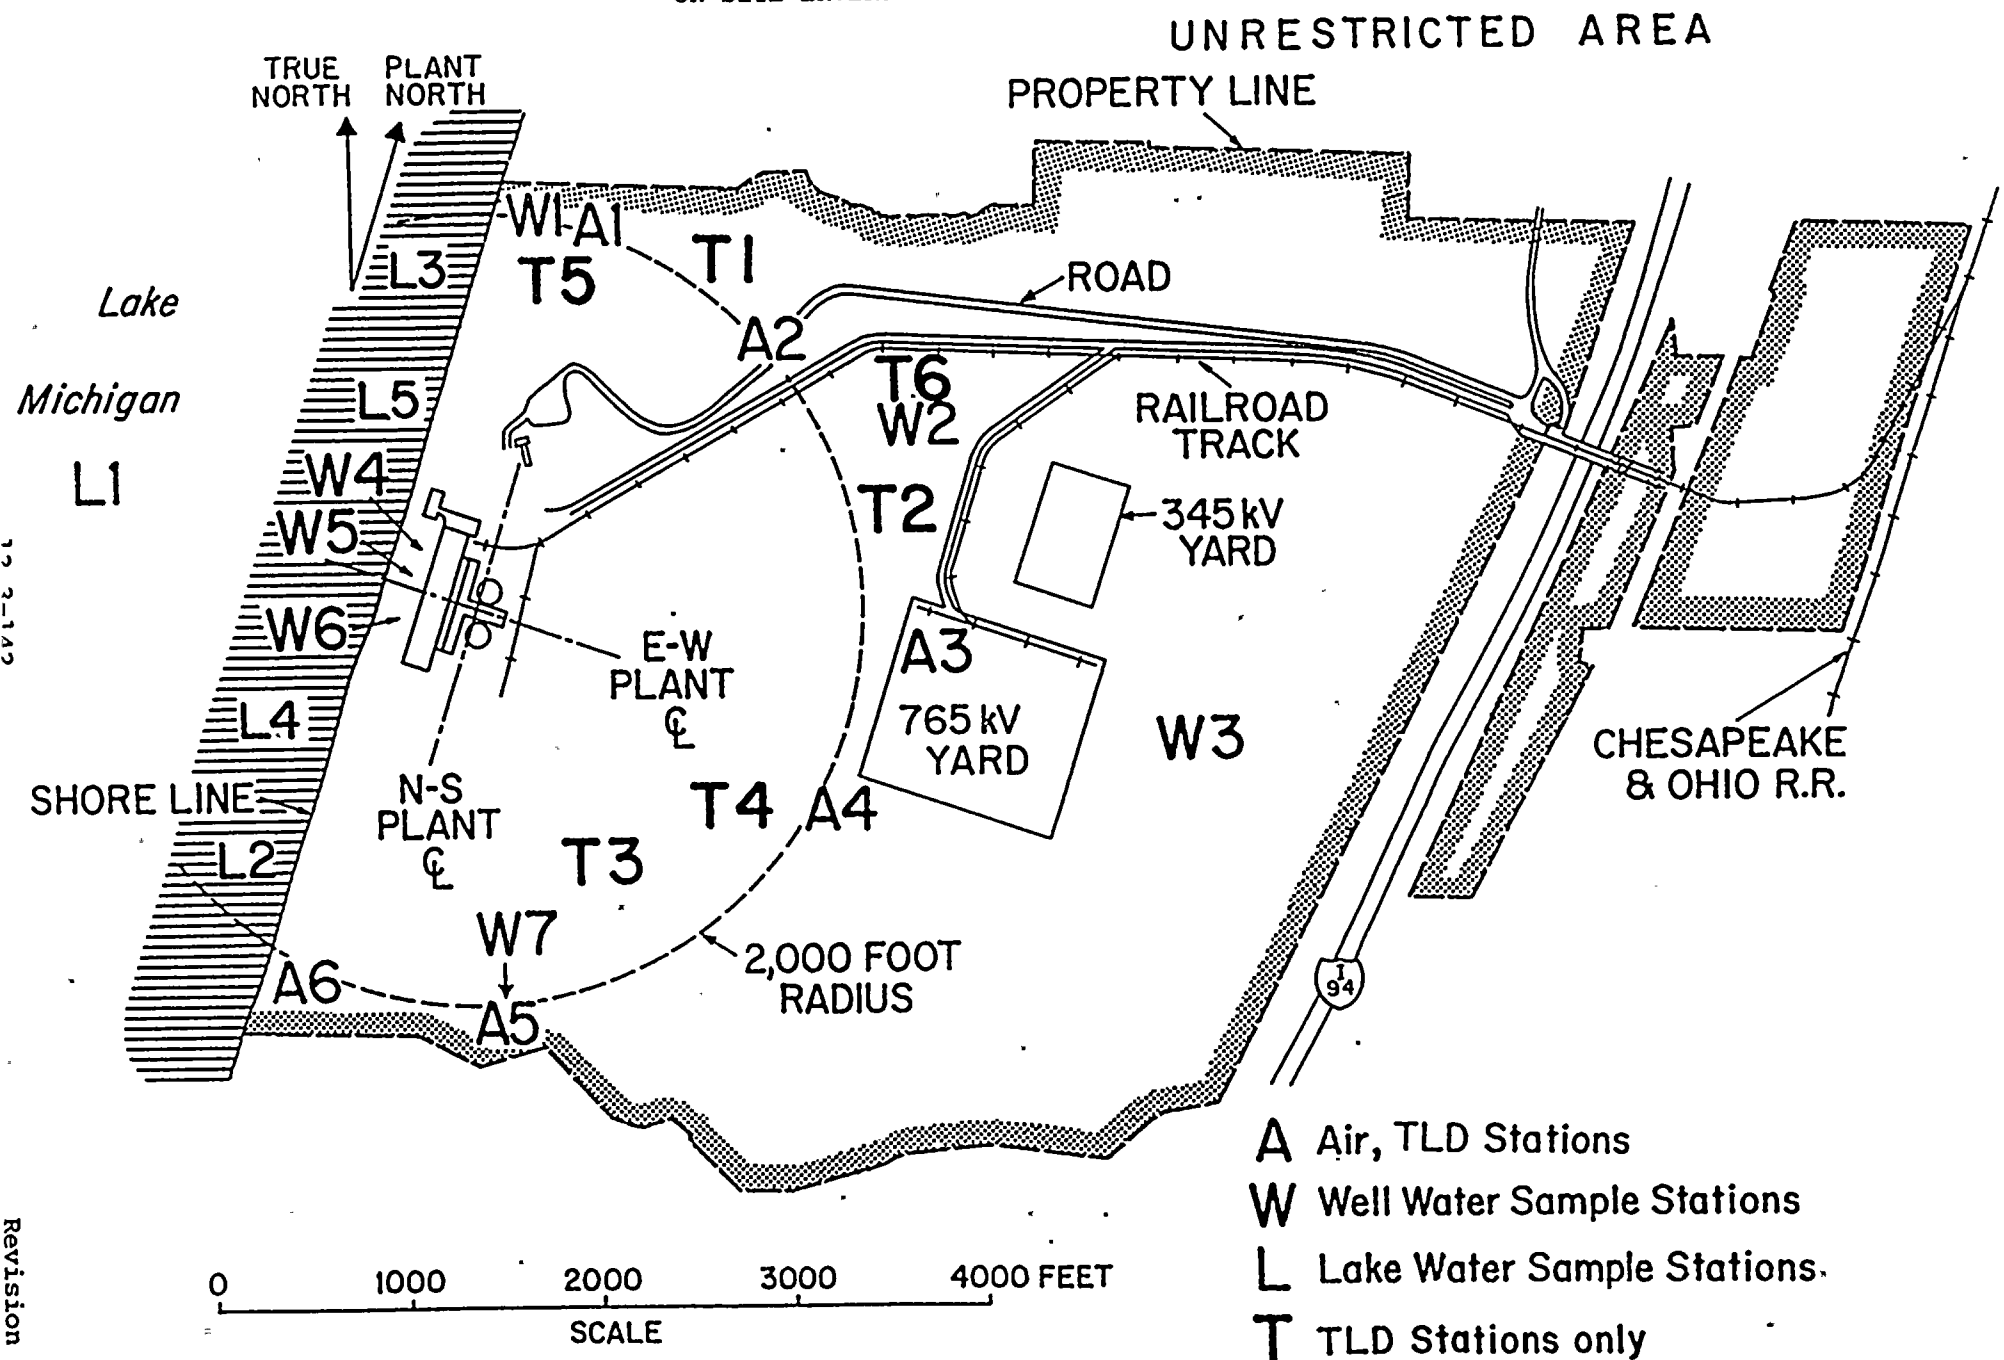 UNRESTRICTED AREA
TRUE NORTH
PLANT NORTH
PROPERTY LINE
W1
A1
T1
T5
L3
ROAD
Lake
Michigan
A2
T6
W2
L5
RAILROAD
TRACK
L1
W4
T2
345 kV
YARD
W5
W6
E-W
PLANT
℄
A3
765 kV
YARD
W3
L4
CHESAPEAKE
& OHIO R.R.
SHORE LINE
N-S
PLANT
℄
T4
A4
L2
T3
W7
2,000 FOOT
RADIUS
A6
A5
I
94
A Air, TLD Stations
W Well Water Sample Stations
L Lake Water Sample Stations
T TLD Stations only
0 1000 2000 3000 4000 FEET
SCALE
Revision